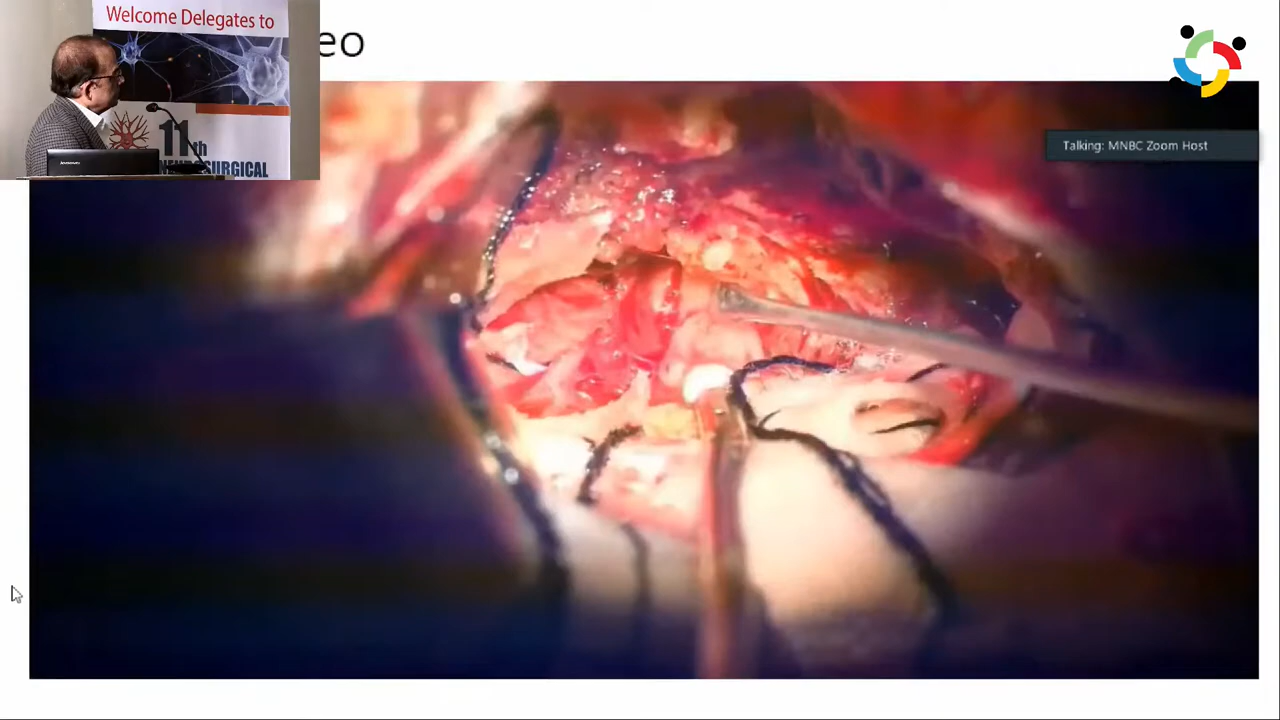 Welcome Delegates to
eo
11th
SURGICAL
Talking: MNBC Zoom Host